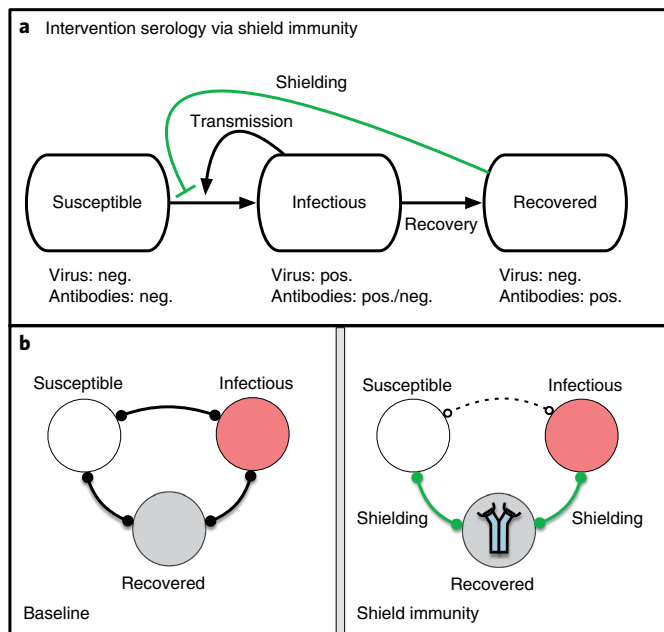 a Intervention serology via shield immunity
Shielding
Transmission
Susceptible
Infectious
Recovered
Recovery
Virus: neg.
Antibodies: neg.
Virus: pos.
Antibodies: pos./neg.
Virus: neg.
Antibodies: pos.
b
Susceptible
Infectious
Recovered
Baseline
Susceptible
Infectious
Shielding
Shielding
Recovered
Shield immunity